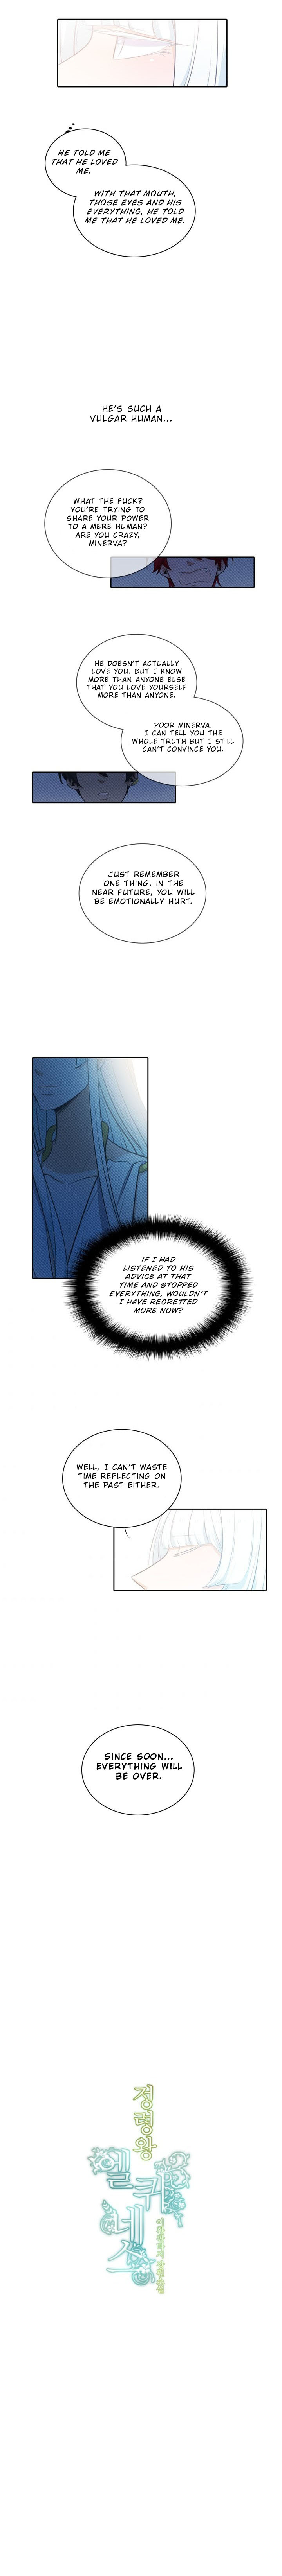 HE TOLD ME
THAT HE LOVED
ME.
WITH THAT MOUTH,
THOSE EYES AND HIS
EVERYTHING, HE TOLD
ME THAT HE LOVED ME.
HE'S SUCH A
VULGAR HUMAN...
WHAT THE FUCK?
YOU'RE TRYING TO
SHARE YOUR POWER
TO A MERE HUMAN?
ARE YOU CRAZY,
MINERVA?
HE DOESN'T ACTUALLY
LOVE YOU. BUT I KNOW
MORE THAN ANYONE ELSE
THAT YOU LOVE YOURSELF
MORE THAN ANYONE.
POOR MINERVA.
I CAN TELL YOU THE
WHOLE TRUTH BUT I STILL
CAN'T CONVINCE YOU.
JUST REMEMBER
ONE THING. IN THE
NEAR FUTURE, YOU WILL
BE EMOTIONALLY HURT.
IF I HAD
LISTENED TO HIS
ADVICE AT THAT
TIME AND STOPPED
EVERYTHING, WOULDN'T
I HAVE REGRETTED
MORE NOW?
WELL, I CAN'T WASTE
TIME REFLECTING ON
THE PAST EITHER.
SINCE SOON...
EVERYTHING WILL
BE OVER.
정령왕
엘퀴
네스